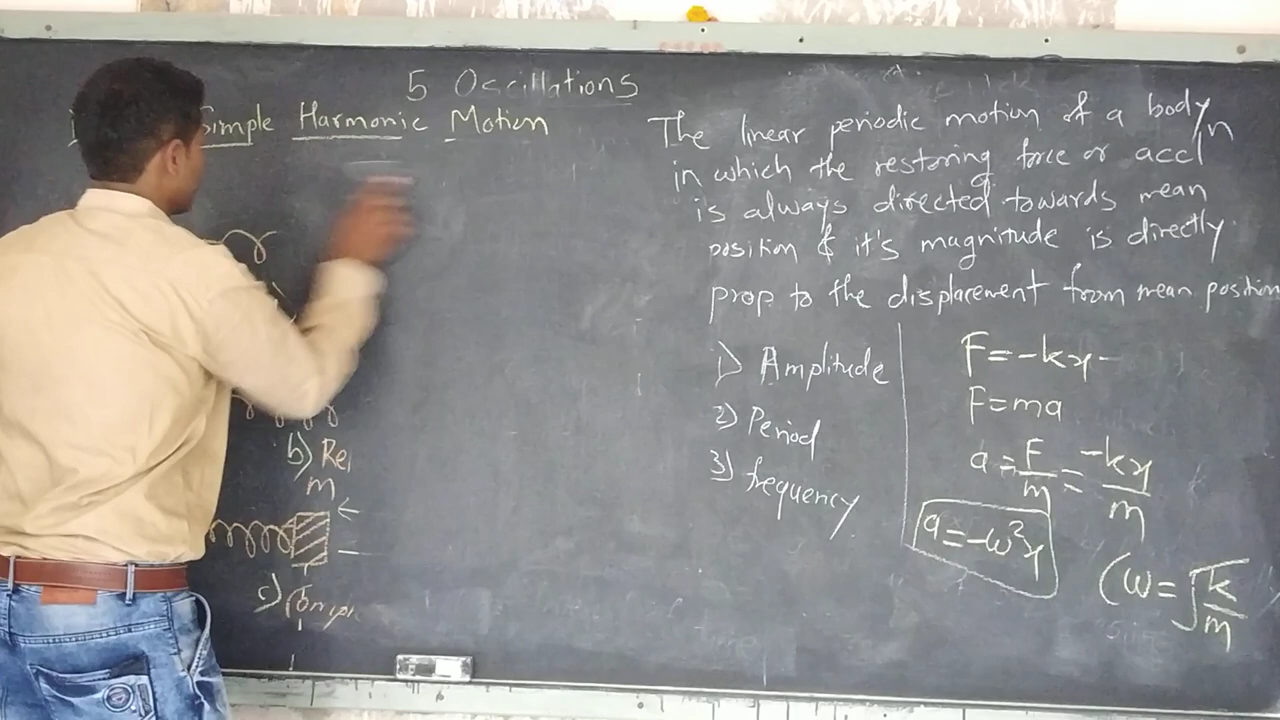 5 Oscillations
Simple Harmonic Motion
b) Rel
m
c) Compr
The linear periodic motion of a body
in which the restoring force or accl n
is always directed towards mean
position & it's magnitude is directly
prop. to the displacement from mean position
1) Amplitude
2) Period
3) frequency
F=-kx
F=ma
a = F/m = -kx/m
a=-ω²x
(ω=√k/m